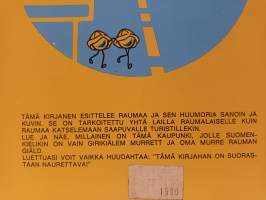 TÄMÄ KIRJANEN ESITTELEE RAUMAA JA SEN HUUMORIA SANOIN JA
KUVIN. SE ON TARKOITETTU YHTÄ LAILLA RAUMALAISELLE KUIN
RAUMAA KATSELEMAAN SAAPUVALLE TURISTILLEKIN.
LUE JA NÄE, MILLAINEN ON TÄMÄ KAUPUNKI, JOLLE SUOMEN-
KIELIKIN ON VAIN GIRIKIÄLEM MURRETT JA OMA MURRE RAUMAN
GIÄLD.
LUETTUASI VOIT VAIKKA HUUDAHTAA: "TÄMÄ KIRJAHAN ON SUORAS-
TAAN NAURETTAVA!"